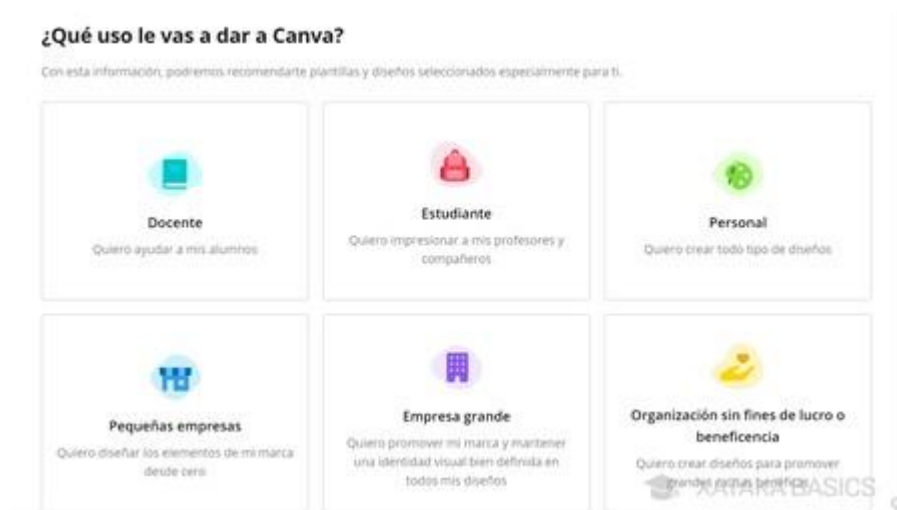 ¿Qué uso le vas a dar a Canva?
Con esta información, podremos recomendarte plantillas y diseños seleccionados especialmente para ti.
Docente
Quiero ayudar a mis alumnos
Estudiante
Quiero impresionar a mis profesores y
compañeros
Personal
Quiero crear todo tipo de diseños
Pequeñas empresas
Quiero diseñar los elementos de mi marca
desde cero
Empresa grande
Quiero promover mi marca y mantener
una identidad visual bien definida en
todos mis diseños
Organización sin fines de lucro o
beneficencia
Quiero crear diseños para promover
grandes causas benéficas
XATAKA BASICS